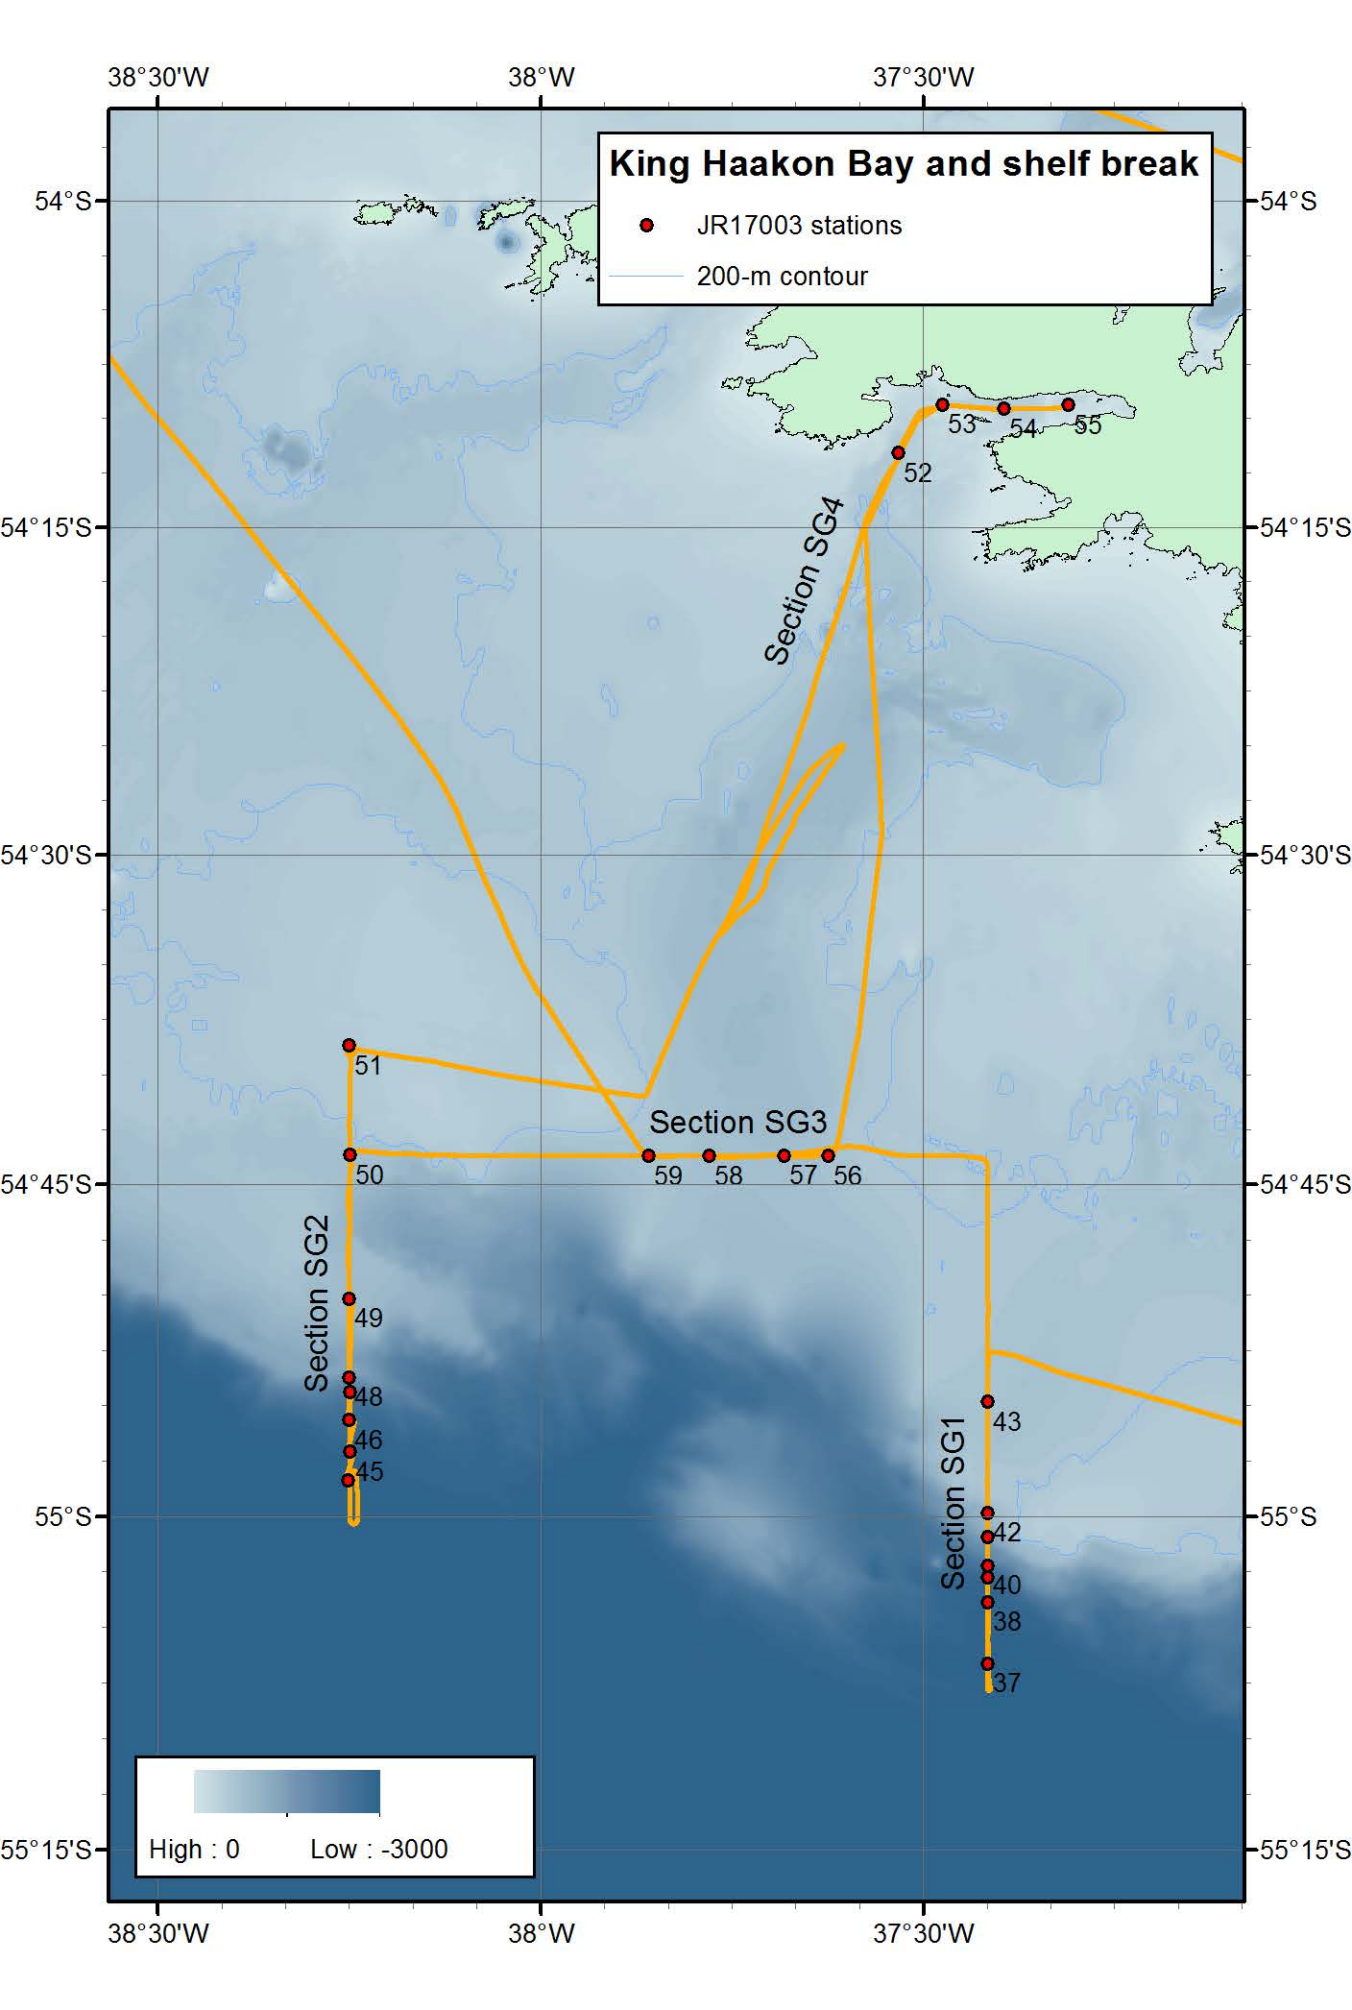 38°30'W 38°W 37°30'W
King Haakon Bay and shelf break
JR17003 stations
200-m contour
54°S 54°S
53 54 55
52
Section SG4
54°15'S 54°15'S
54°30'S 54°30'S
51
Section SG3
50 59 58 57 56
54°45'S 54°45'S
Section SG2
49
48
46
45
43
Section SG1
42
40
38
37
55°S 55°S
High : 0 Low : -3000
55°15'S 55°15'S
38°30'W 38°W 37°30'W